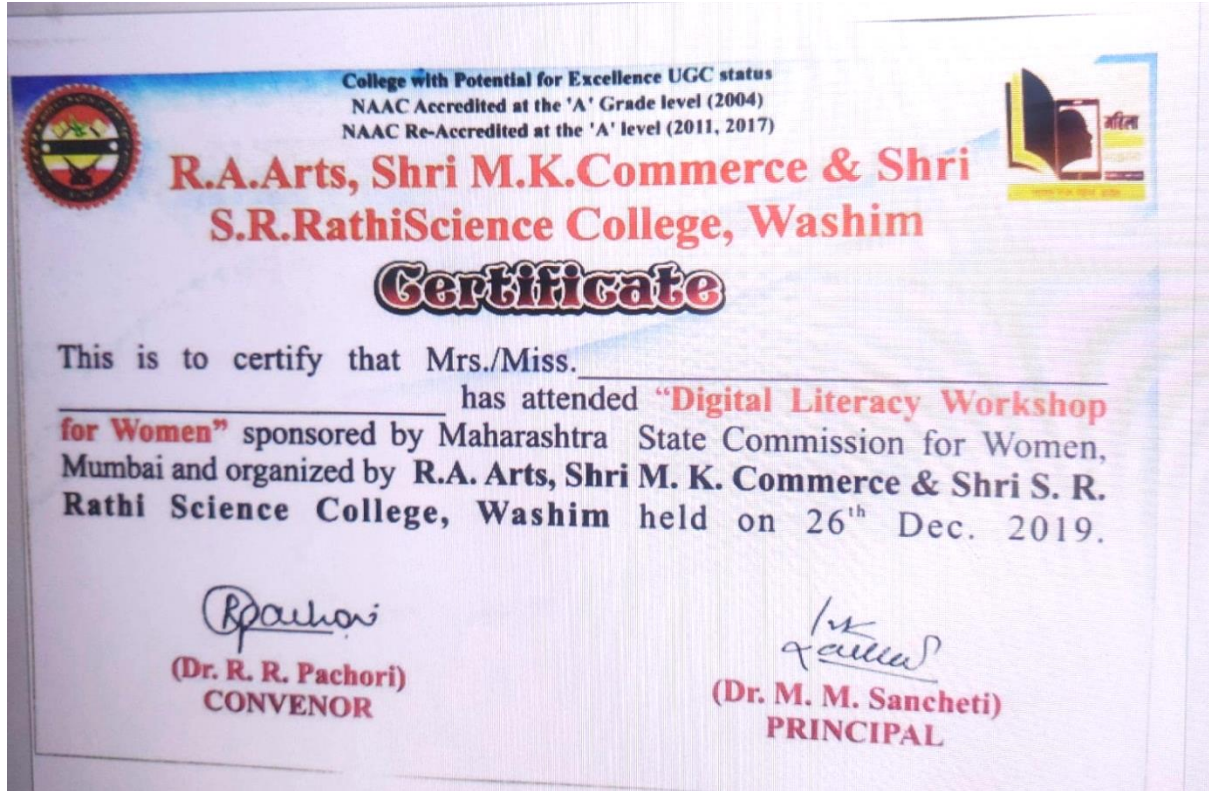 College with Potential for Excellence UGC status
NAAC Accredited at the 'A' Grade level (2004)
NAAC Re-Accredited at the 'A' level (2011, 2017)
महिला
R.A.Arts, Shri M.K.Commerce & Shri
S.R.RathiScience College, Washim
Certificate
This is to certify that Mrs./Miss.
has attended “Digital Literacy Workshop
for Women” sponsored by Maharashtra State Commission for Women,
Mumbai and organized by R.A. Arts, Shri M. K. Commerce & Shri S. R.
Rathi Science College, Washim held on 26th Dec. 2019.
(Dr. R. R. Pachori)
CONVENOR
(Dr. M. M. Sancheti)
PRINCIPAL